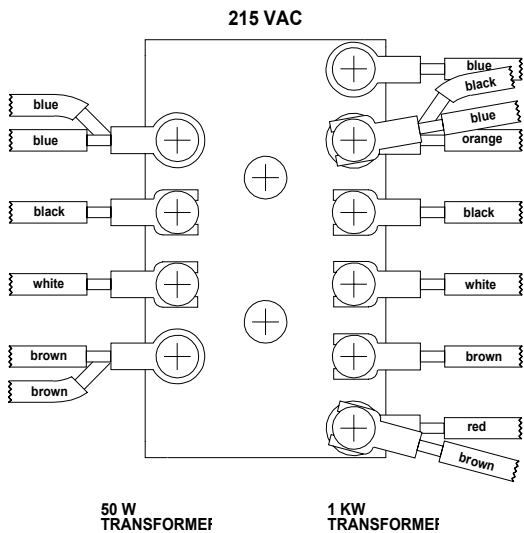 215 VAC
blue
black
blue
blue
blue
orange
black
black
white
white
brown
brown
brown
red
brown
50 W
TRANSFORMER
1 KW
TRANSFORMER